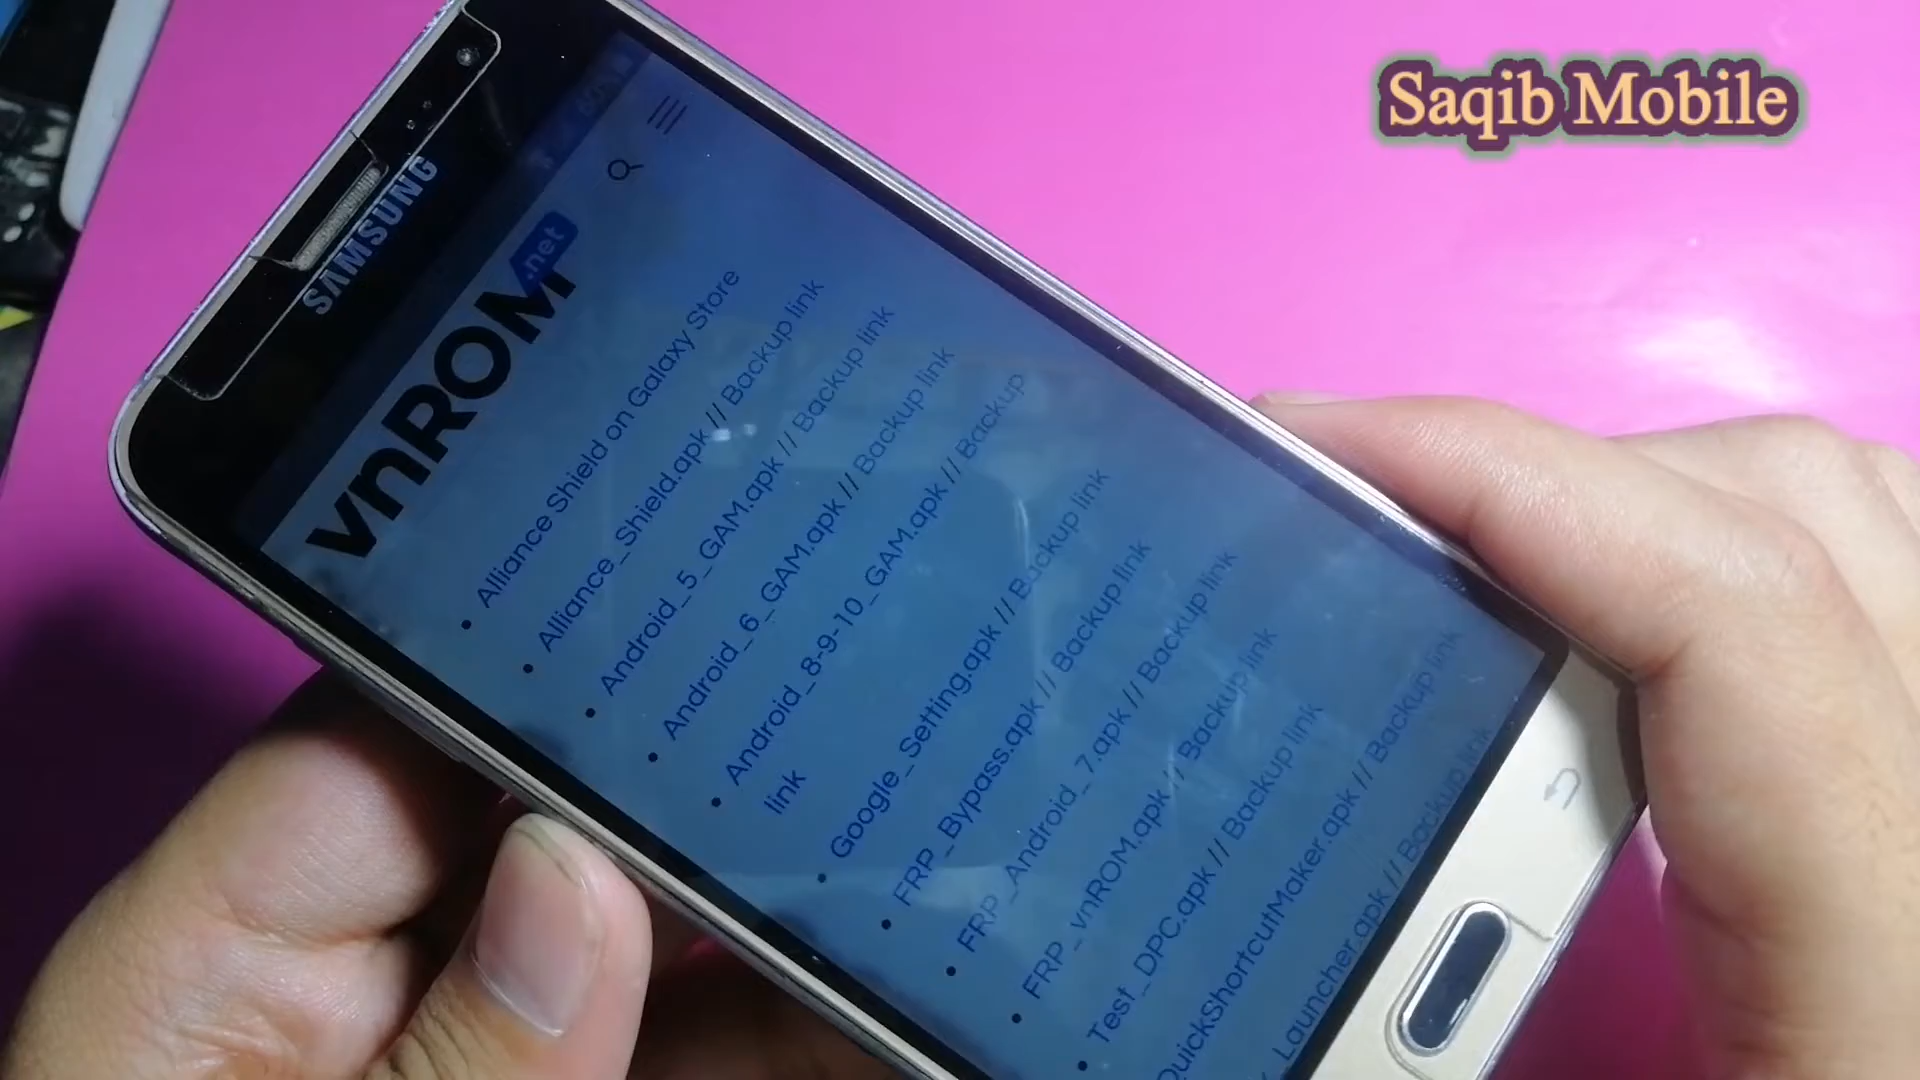 Saqib Mobile
SAMSUNG
vnROM.net
Alliance Shield on Galaxy Store
Alliance_Shield.apk // Backup link
Android_5_GAM.apk // Backup link
Android_6_GAM.apk // Backup link
Android_8-9-10_GAM.apk // Backup
link
Google_Setting.apk // Backup link
FRP_Bypass.apk // Backup link
FRP_Android_7.apk // Backup link
FRP_vnROM.apk // Backup link
Test_DPC.apk // Backup link
QuickShortcutMaker.apk // Backup link
Launcher.apk // Backup link